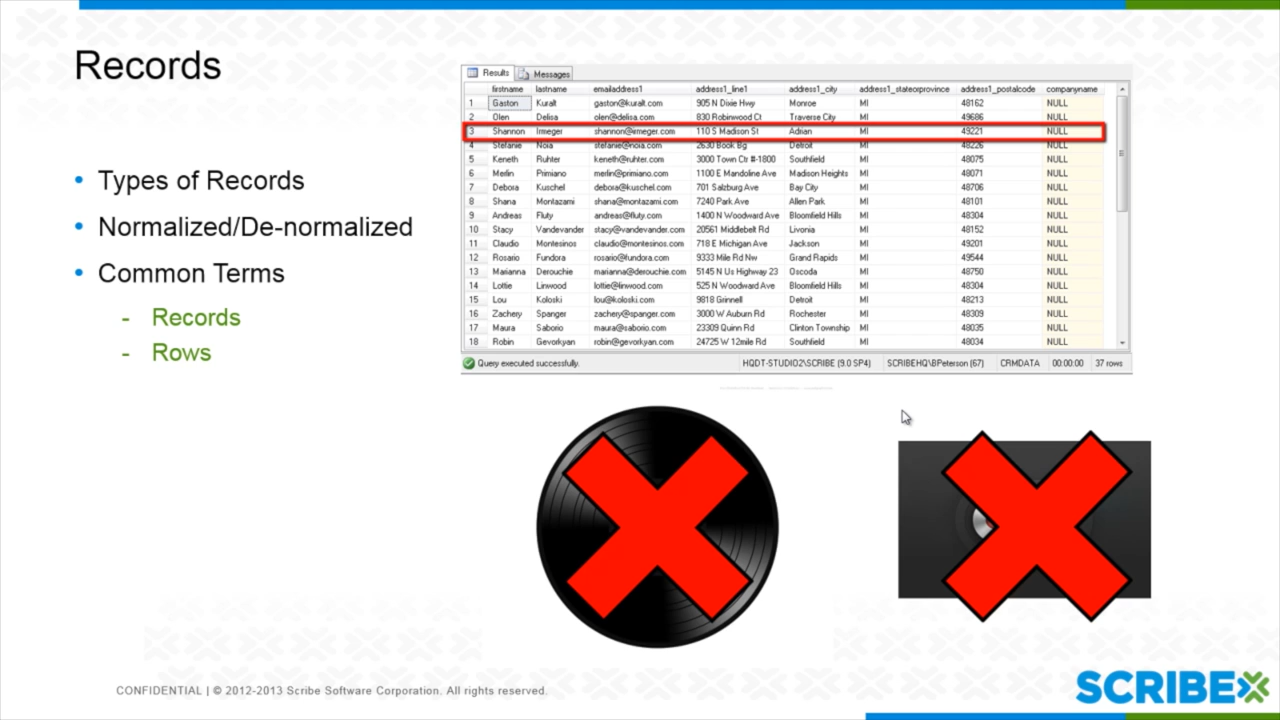 Records
• Types of Records
• Normalized/De-normalized
• Common Terms
- Records
- Rows
Results Messages
firstname lastname emailaddress1 address1_line1 address1_city address1_stateorprovince address1_postalcode companyname
1 Gaston Kuralt gaston@kuralt.com 905 N Dixie Hwy Monroe MI 48162 NULL
2 Olen Delisa olen@delisa.com 830 Robinwood Ct Traverse City MI 49686 NULL
3 Shannon Irmeger shannon@irmeger.com 110 S Madison St Adrian MI 49221 NULL
4 Stefanie Noia stefanie@noia.com 2630 Book Bg Detroit MI 48226 NULL
5 Keneth Ruhter keneth@ruhter.com 3000 Town Ctr #-1800 Southfield MI 48075 NULL
6 Merlin Primiano merlin@primiano.com 1100 E Mandoline Ave Madison Heights MI 48071 NULL
7 Debora Kuschel debora@kuschel.com 701 Salzburg Ave Bay City MI 48706 NULL
8 Shana Montazami shana@montazami.com 7240 Park Ave Allen Park MI 48101 NULL
9 Andreas Fluty andreas@fluty.com 1400 N Woodward Ave Bloomfield Hills MI 48304 NULL
10 Stacy Vandevander stacy@vandevander.com 20561 Middlebelt Rd Livonia MI 48152 NULL
11 Claudio Montesinos claudio@montesinos.com 718 E Michigan Ave Jackson MI 49201 NULL
12 Rosario Fundora rosario@fundora.com 9333 Mile Rd Nw Grand Rapids MI 49544 NULL
13 Marianna Derouchie marianna@derouchie.com 5145 N Us Highway 23 Oscoda MI 48750 NULL
14 Lottie Linwood lottie@linwood.com 525 N Woodward Ave Bloomfield Hills MI 48304 NULL
15 Lou Koloski lou@koloski.com 9818 Grinnell Detroit MI 48213 NULL
16 Zachery Spanger zachery@spanger.com 3000 W Auburn Rd Rochester MI 48309 NULL
17 Maura Saborio maura@saborio.com 23309 Quinn Rd Clinton Township MI 48035 NULL
18 Robin Gevorkyan robin@gevorkyan.com 24725 W 12mile Rd Southfield MI 48034 NULL
Query executed successfully. HQDT-STUDIO2\SCRIBE (9.0 SP4) SCRIBEHQ\BPeterson (67) CRMDATA 00:00:00 37 rows
CONFIDENTIAL | © 2012-2013 Scribe Software Corporation. All rights reserved.
SCRIBE